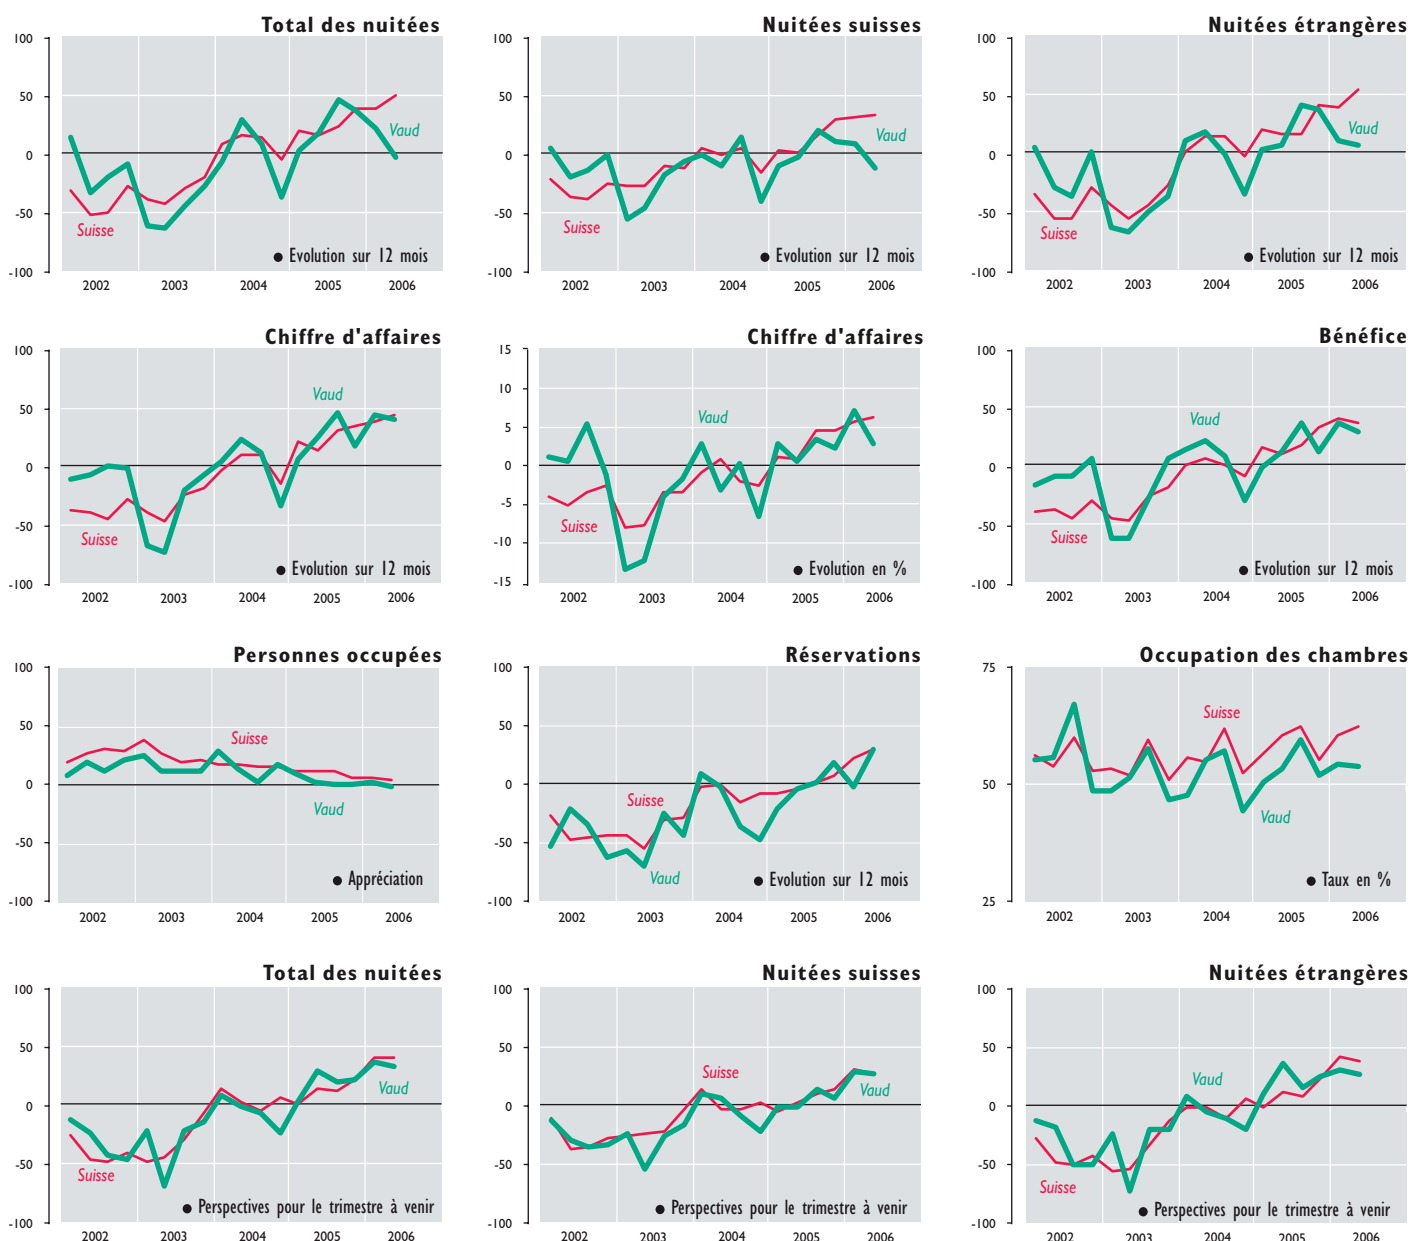 Total des nuitées
100
50
0
-50
-100
Vaud
Suisse
● Evolution sur 12 mois
2002 2003 2004 2005 2006
Nuitées suisses
100
50
0
-50
-100
Vaud
Suisse
● Evolution sur 12 mois
2002 2003 2004 2005 2006
Nuitées étrangères
100
50
0
-50
-100
Vaud
Suisse
● Evolution sur 12 mois
2002 2003 2004 2005 2006
Chiffre d'affaires
100
50
0
-50
-100
Vaud
Suisse
● Evolution sur 12 mois
2002 2003 2004 2005 2006
Chiffre d'affaires
15
10
5
0
-5
-10
-15
Vaud
Suisse
● Evolution en %
2002 2003 2004 2005 2006
Bénéfice
100
50
0
-50
-100
Vaud
Suisse
● Evolution sur 12 mois
2002 2003 2004 2005 2006
Personnes occupées
100
50
0
-50
-100
Suisse
Vaud
● Appréciation
2002 2003 2004 2005 2006
Réservations
100
50
0
-50
-100
Suisse
Vaud
● Evolution sur 12 mois
2002 2003 2004 2005 2006
Occupation des chambres
75
50
25
Suisse
Vaud
● Taux en %
2002 2003 2004 2005 2006
Total des nuitées
100
50
0
-50
-100
Vaud
Suisse
● Perspectives pour le trimestre à venir
2002 2003 2004 2005 2006
Nuitées suisses
100
50
0
-50
-100
Suisse
Vaud
● Perspectives pour le trimestre à venir
2002 2003 2004 2005 2006
Nuitées étrangères
100
50
0
-50
-100
Vaud
Suisse
● Perspectives pour le trimestre à venir
2002 2003 2004 2005 2006